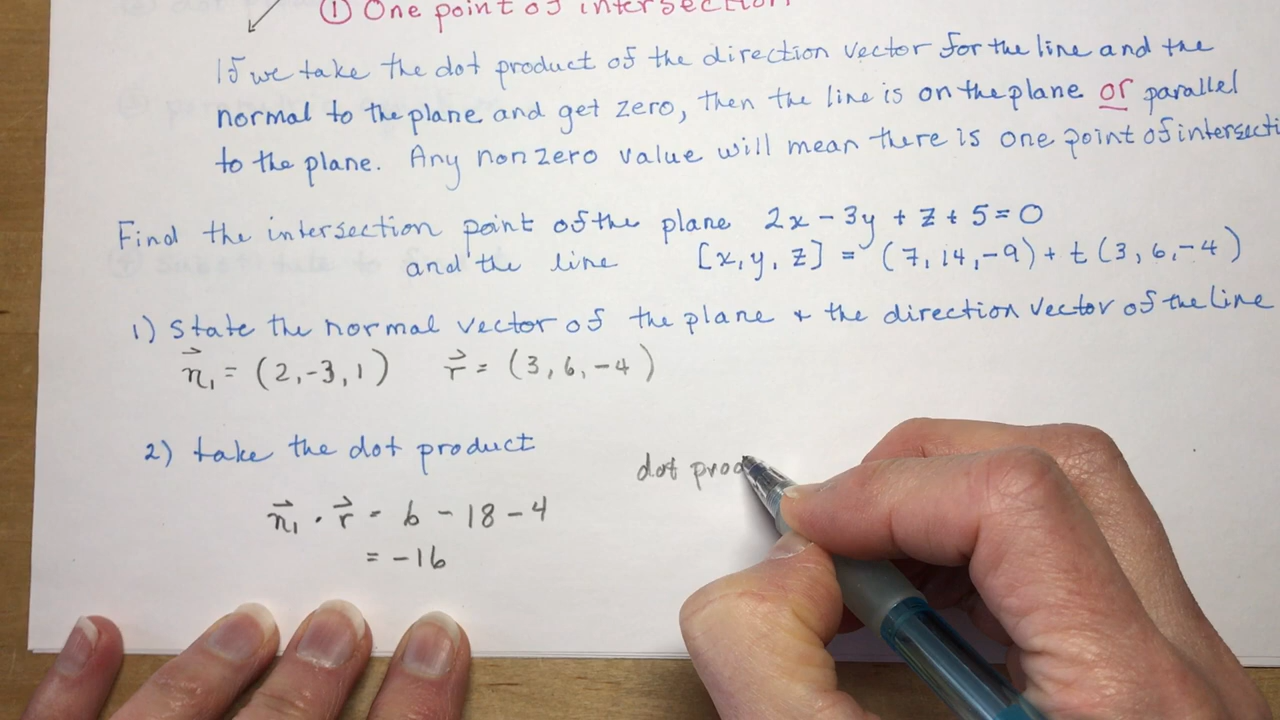 ① One point of intersection
If we take the dot product of the direction vector for the line and the
normal to the plane and get zero, then the line is on the plane or parallel
to the plane. Any nonzero value will mean there is one point of intersecti
Find the intersection point of the plane 2x - 3y + z + 5 = 0
and the line [x, y, z] = (7, 14, -9) + t (3, 6, -4)
1) state the normal vector of the plane + the direction vector of the line
n⃗₁ = (2, -3, 1) r⃗ = (3, 6, -4)
2) take the dot product
dot prod
n⃗₁ · r⃗ = 6 - 18 - 4
= -16